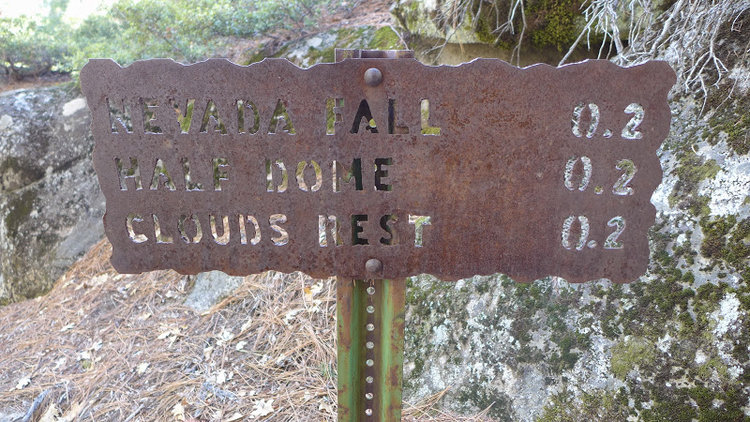 NEVADA FALL 0.2
HALF DOME 0.2
CLOUDS REST 0.2